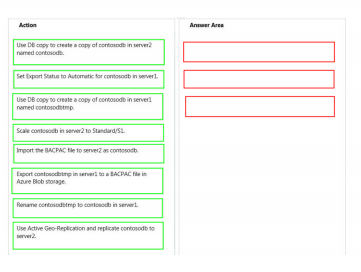 Action
Answer Area
Use DB copy to create a copy of contosodb in server2
named contosodb.
Set Export Status to Automatic for contosodb in server1.
Use DB copy to create a copy of contosodb in server1
named contosodbtmp.
Scale contosodb in server2 to Standard/S1.
Import the BACPAC file to server2 as contosodb.
Export contosodbtmp in server1 to a BACPAC file in
Azure Blob storage.
Rename contosodbtmp to contosodb in server1.
Use Active Geo-Replication and replicate contosodb to
server2.